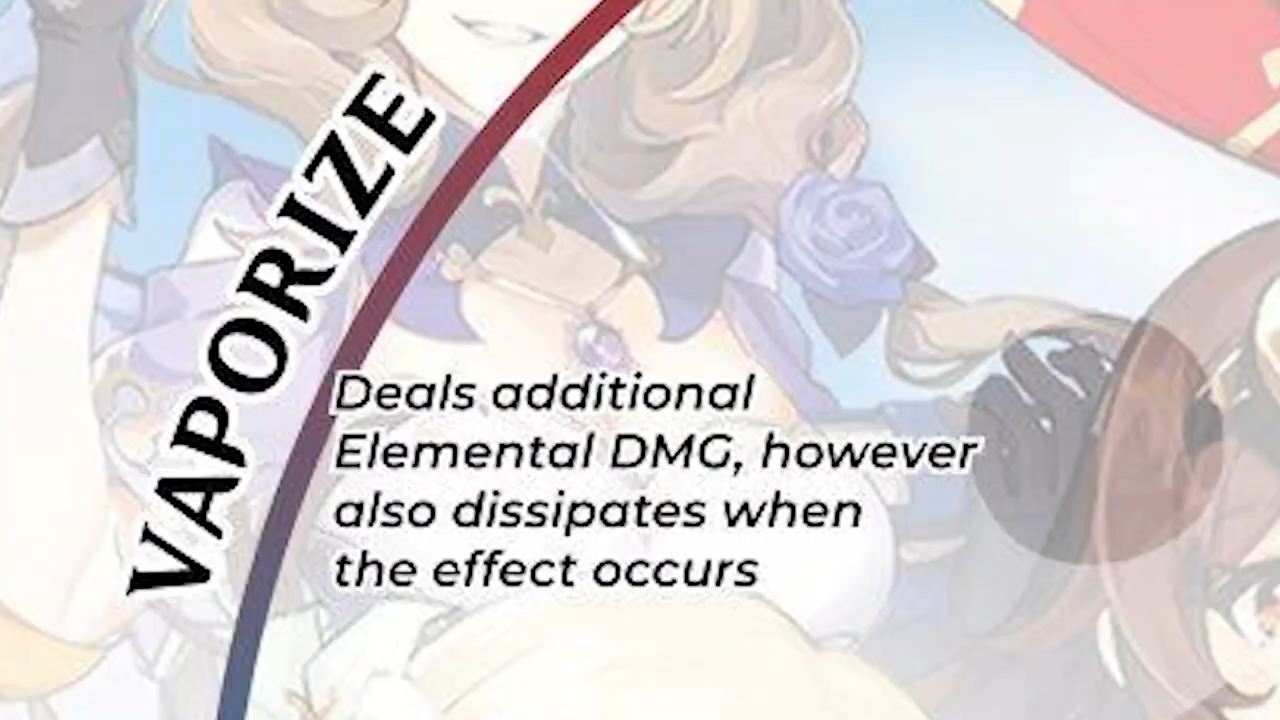 VAPORIZE
Deals additional
Elemental DMG, however
also dissipates when
the effect occurs